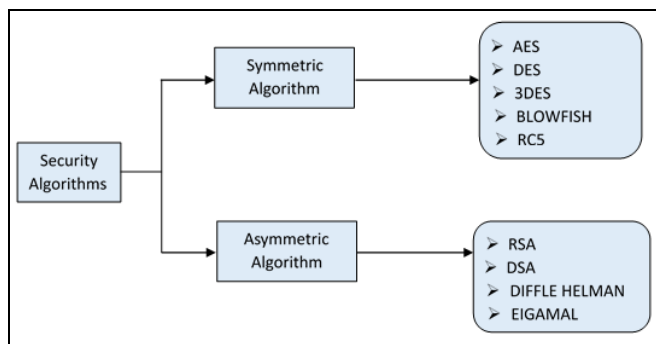 Security
Algorithms
Symmetric
Algorithm
AES
DES
3DES
BLOWFISH
RC5
Asymmetric
Algorithm
RSA
DSA
DIFFLE HELMAN
EIGAMAL